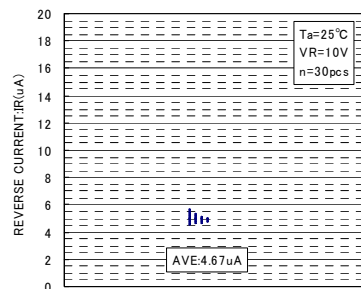 20
18
16
14
12
10
8
6
4
2
0
REVERSE CURRENT:IR(uA)
Ta=25°C
VR=10V
n=30pcs
AVE:4.67uA